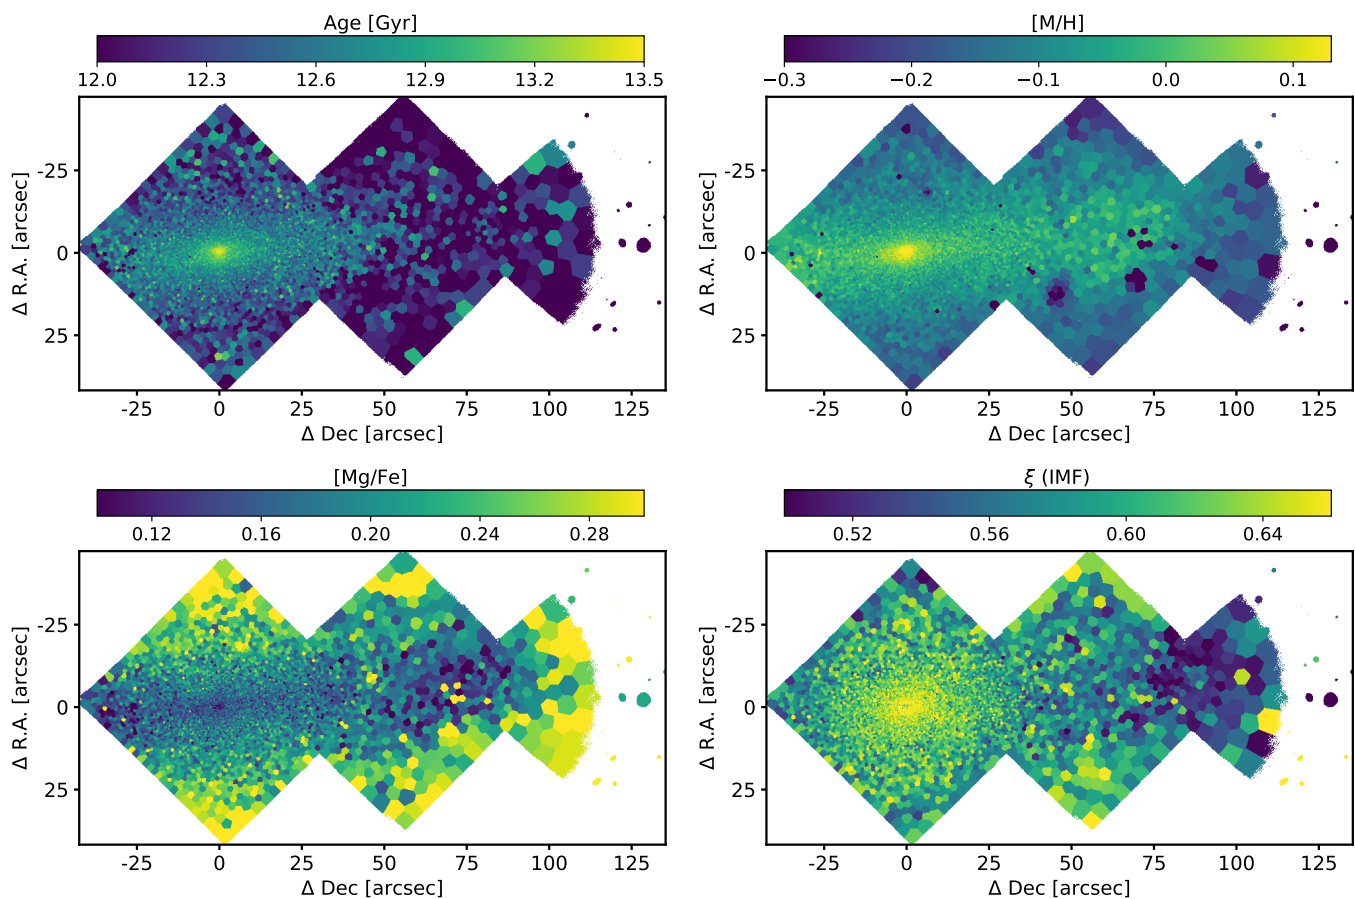 Age [Gyr]
12.0 12.3 12.6 12.9 13.2 13.5
-25
0
25
Δ R.A. [arcsec]
-25 0 25 50 75 100 125
Δ Dec [arcsec]
[M/H]
−0.3 −0.2 −0.1 0.0 0.1
-25
0
25
Δ R.A. [arcsec]
-25 0 25 50 75 100 125
Δ Dec [arcsec]
[Mg/Fe]
0.12 0.16 0.20 0.24 0.28
-25
0
25
Δ R.A. [arcsec]
-25 0 25 50 75 100 125
Δ Dec [arcsec]
ξ (IMF)
0.52 0.56 0.60 0.64
-25
0
25
Δ R.A. [arcsec]
-25 0 25 50 75 100 125
Δ Dec [arcsec]